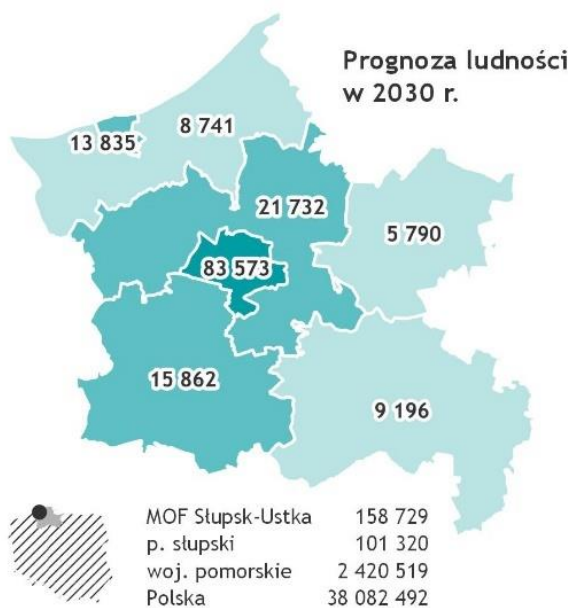 Prognoza ludności
w 2030 r.
8 741
13 835
21 732
5 790
83 573
15 862
9 196
MOF Słupsk-Ustka 158 729
p. słupski 101 320
woj. pomorskie 2 420 519
Polska 38 082 492